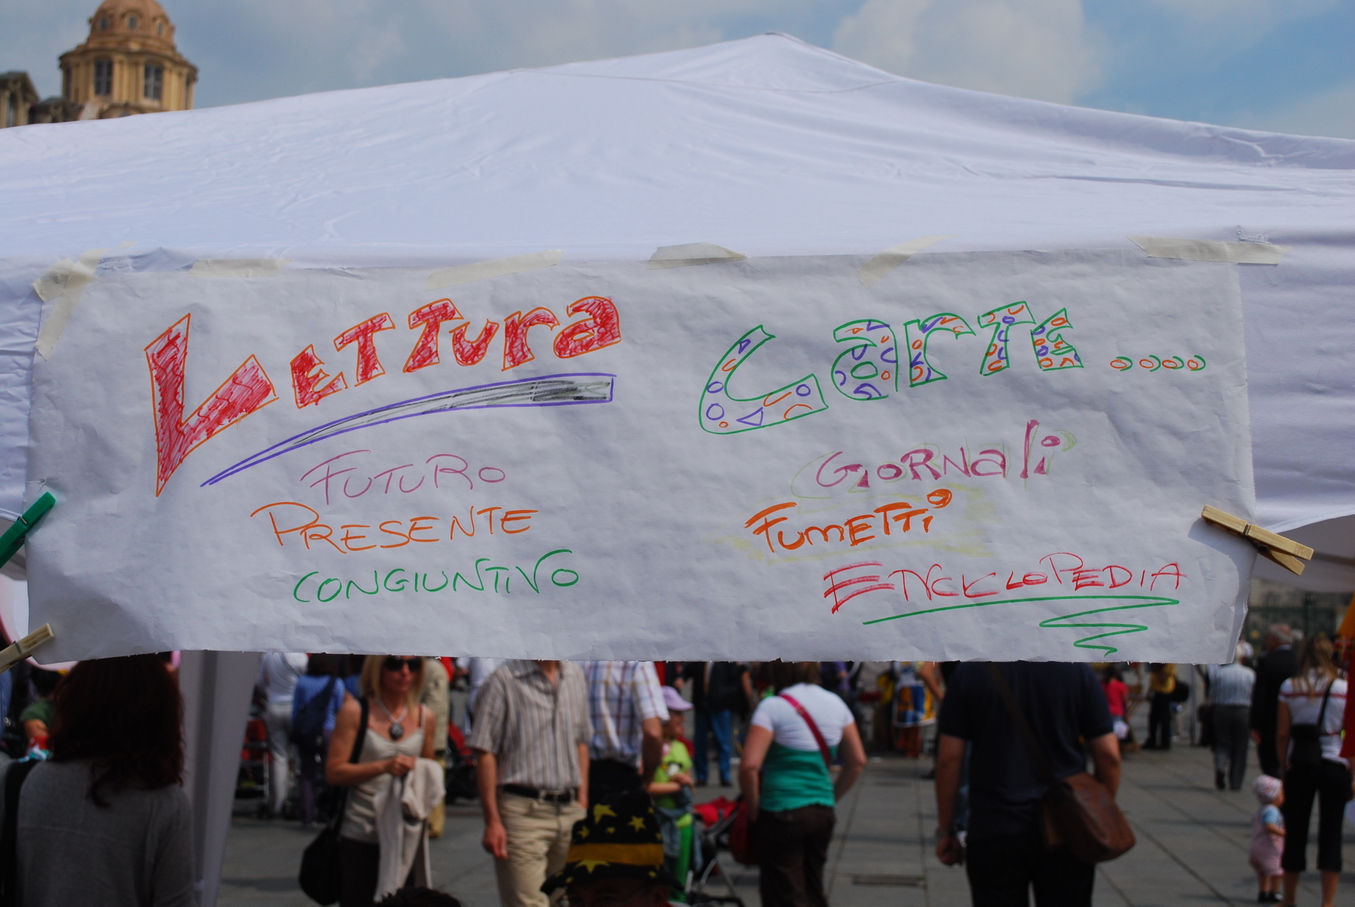 LETTura
FUTURO
PRESENTE
CONGIUNTIVO
CarTe ....
GIORNali
FumETTi
ENCICLOPEDIA